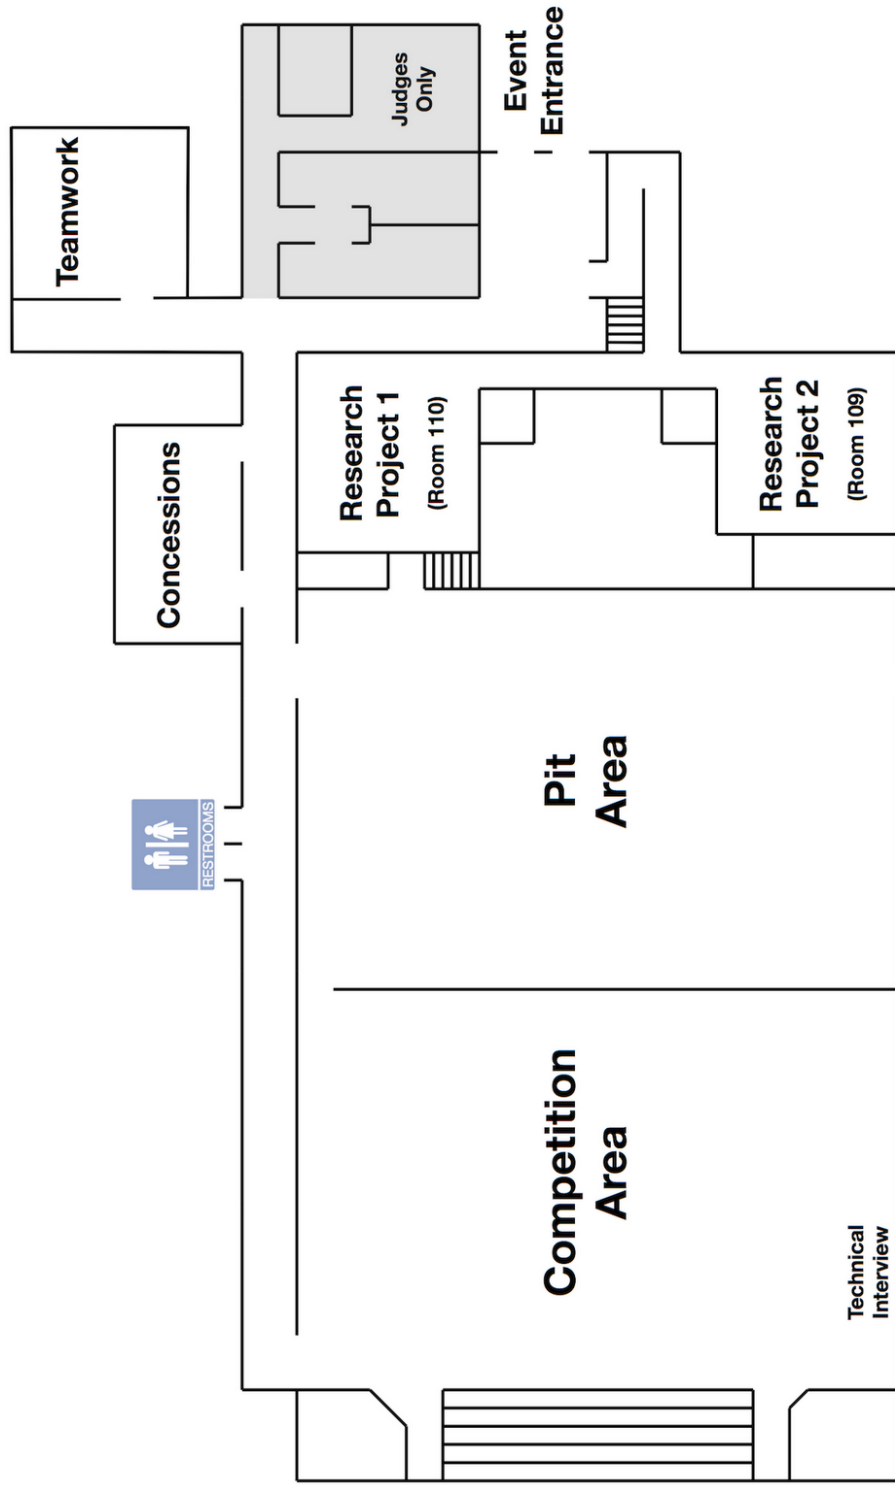 Teamwork
Judges
Only
Event
Entrance
Concessions
Research
Project 1
(Room 110)
Research
Project 2
(Room 109)
RESTROOMS
Pit
Area
Competition
Area
Technical
Interview